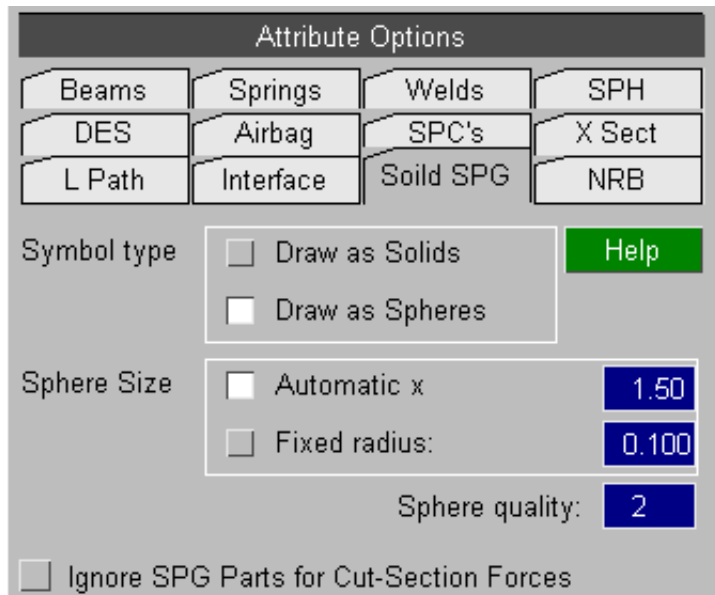 Attribute Options
Beams Springs Welds SPH
DES Airbag SPC's X Sect
L Path Interface Soild SPG NRB
Symbol type Draw as Solids Help
Draw as Spheres
Sphere Size Automatic x 1.50
Fixed radius: 0.100
Sphere quality: 2
Ignore SPG Parts for Cut-Section Forces